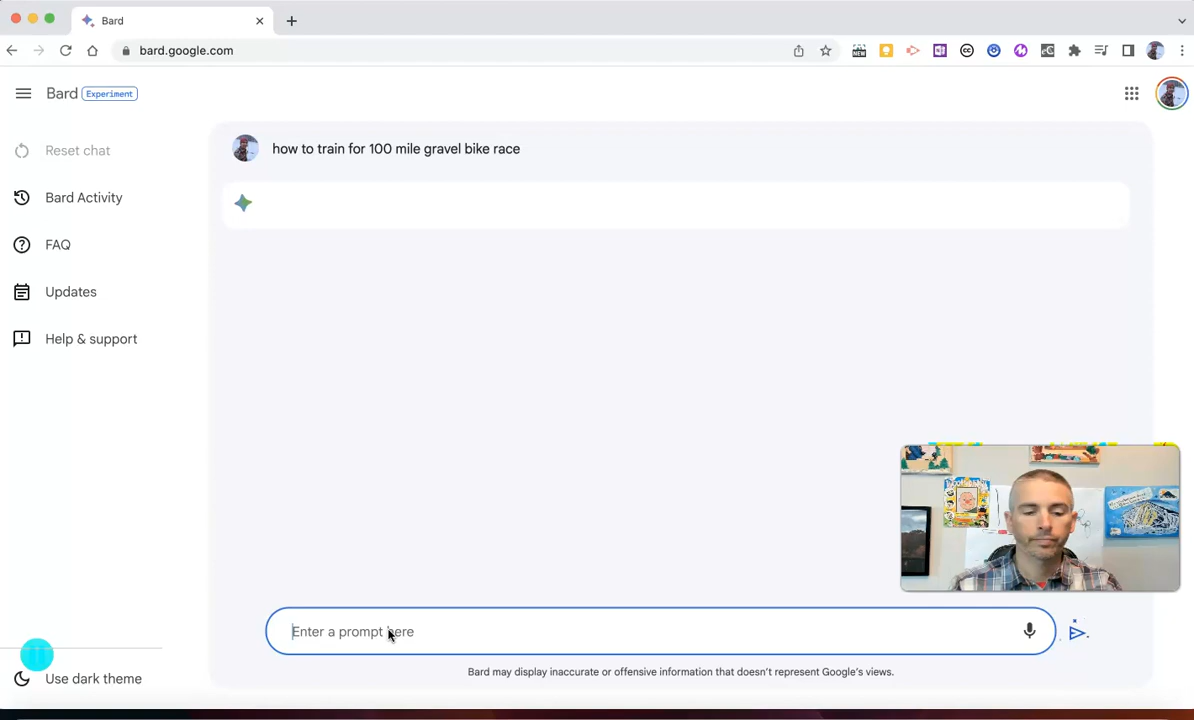 Bard
bard.google.com
NEW
Bard Experiment
Reset chat
Bard Activity
FAQ
Updates
Help & support
Use dark theme
how to train for 100 mile gravel bike race
Enter a prompt here
Bard may display inaccurate or offensive information that doesn't represent Google's views.